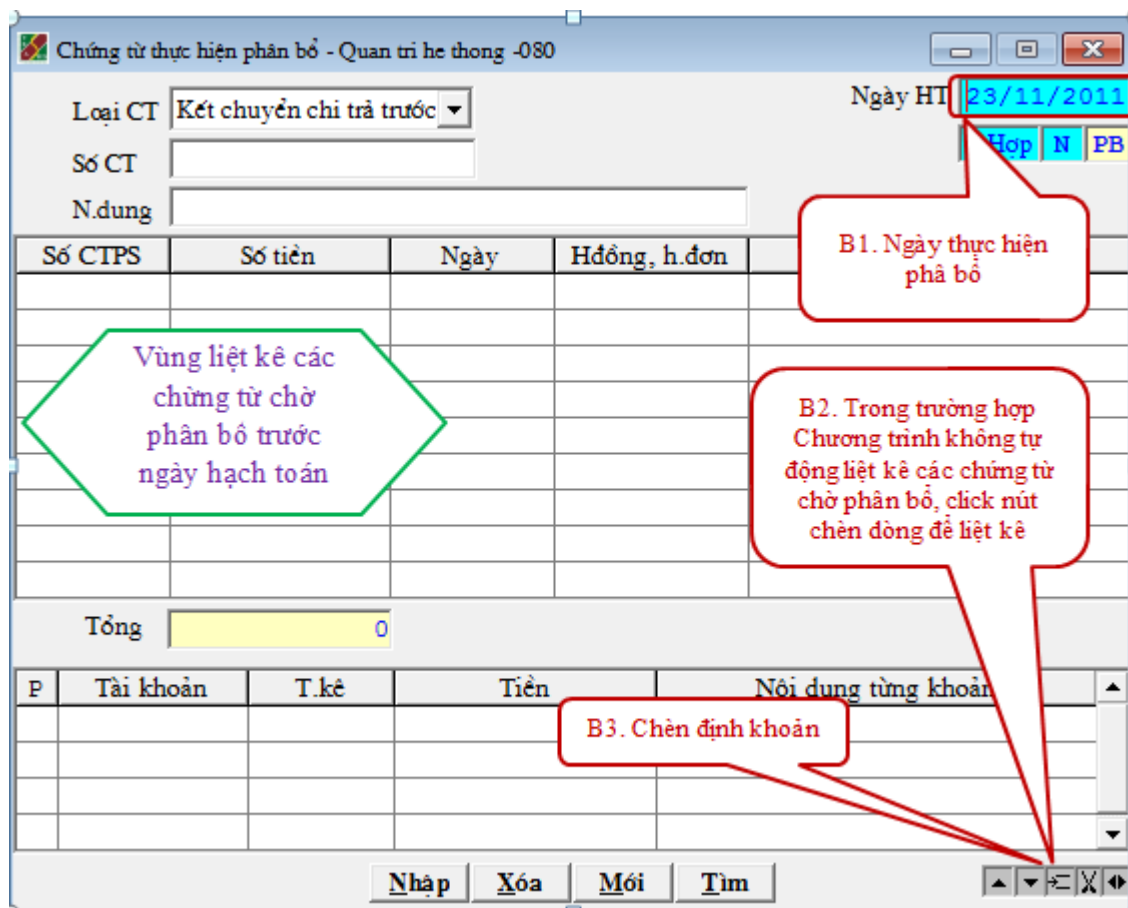 Chứng từ thực hiện phân bổ - Quan tri he thong -080
Loại CT Kết chuyển chi trả trước
Ngày HT 23/11/2011
Hợp N PB
Số CT
N.dung
Số CTPS Số tiền Ngày Hđồng, h.đơn
B1. Ngày thực hiện
phâ bổ
Vùng liệt kê các
chừng từ chờ
phân bổ trước
ngày hạch toán
B2. Trong trường hợp
Chương trình không tự
động liệt kê các chứng từ
chờ phân bổ, click nút
chèn dòng để liệt kê
Tổng 0
P Tài khoản T.kê Tiền Nội dung từng khoản
B3. Chèn định khoản
Nhập Xóa Mới Tìm